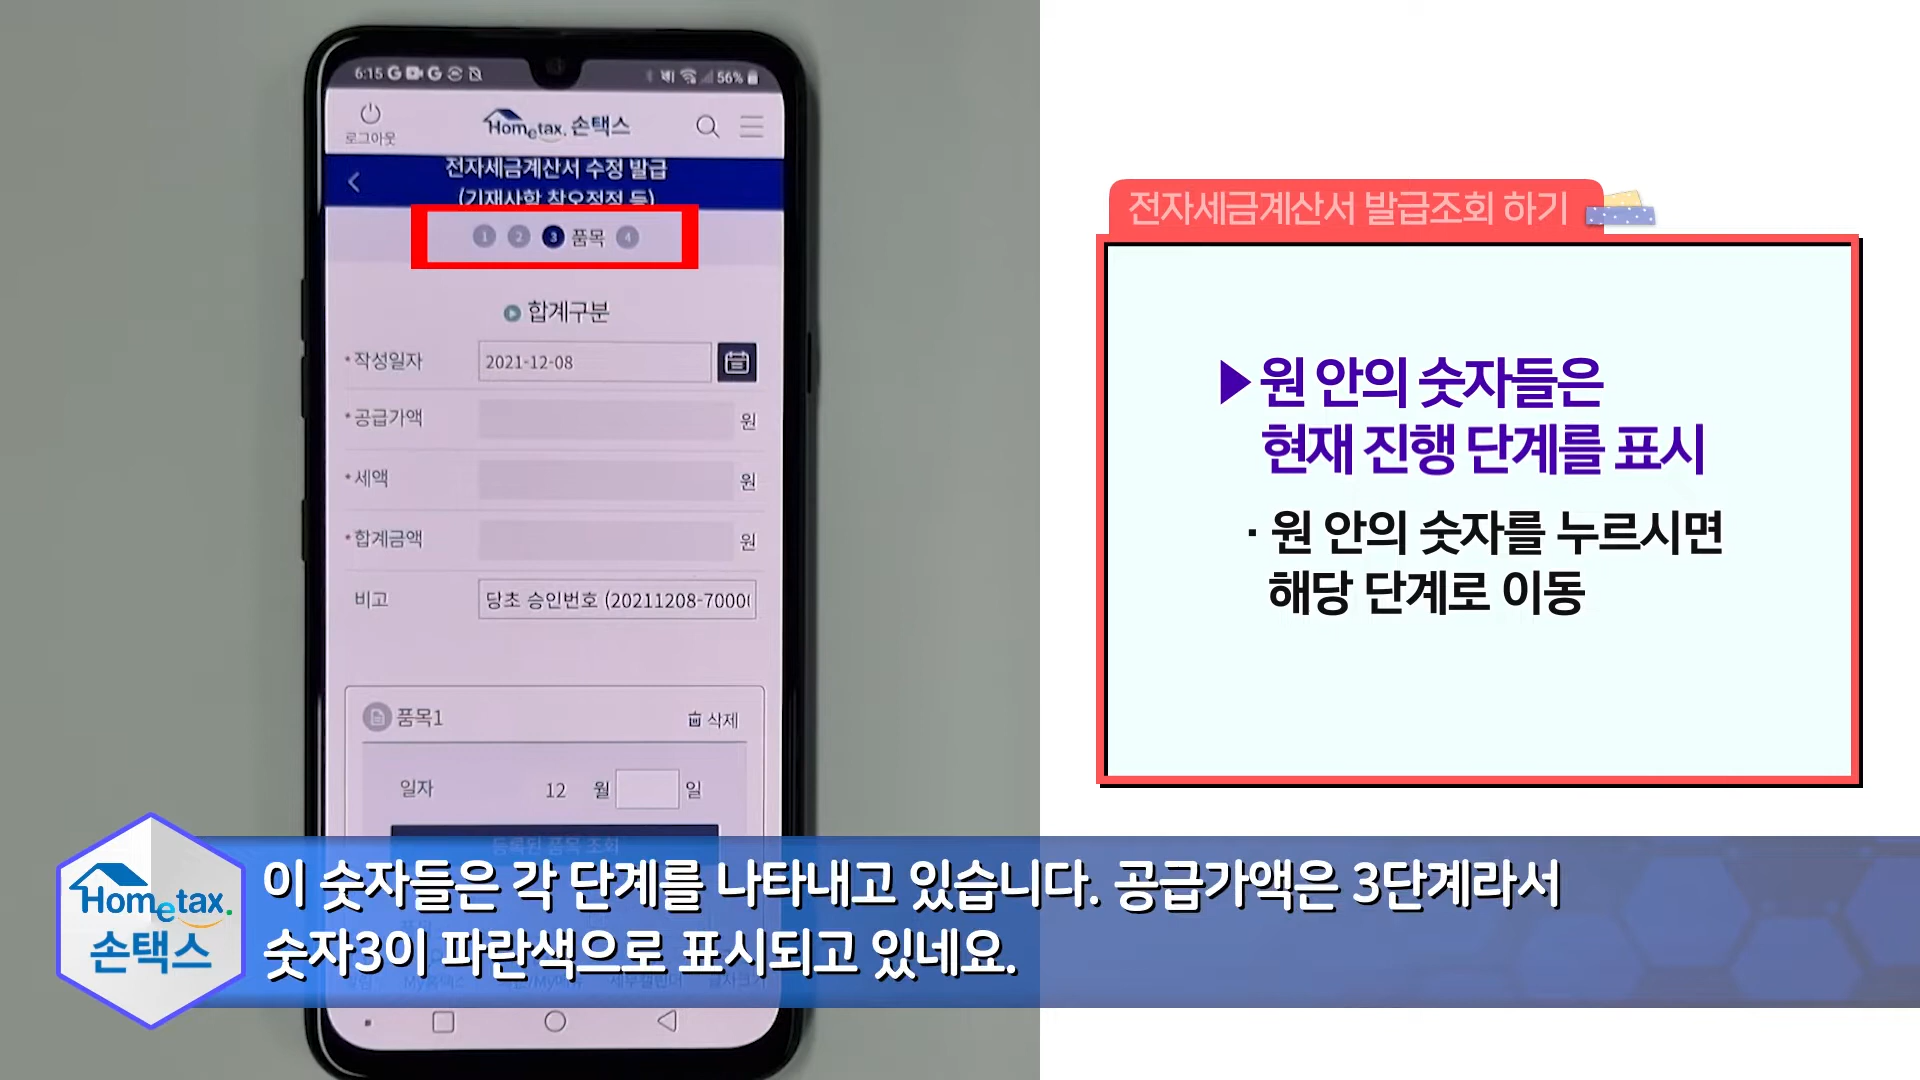 6:15
56%
로그아웃
Hometax. 손택스
전자세금계산서 수정 발급
(기재사항 착오정정 등)
1 2 3 품목 4
합계구분
*작성일자 2021-12-08
*공급가액 원
*세액 원
*합계금액 원
비고 당초 승인번호 (20211208-7000
품목1 삭제
일자 12 월 일
등록된 품목 조회
전자세금계산서 발급조회 하기
▶원 안의 숫자들은
현재 진행 단계를 표시
· 원 안의 숫자를 누르시면
해당 단계로 이동
Hometax.
손택스
이 숫자들은 각 단계를 나타내고 있습니다. 공급가액은 3단계라서
숫자3이 파란색으로 표시되고 있네요.